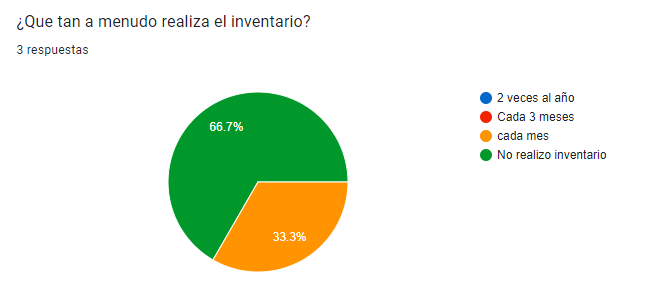 ¿Que tan a menudo realiza el inventario?
3 respuestas
66.7%
33.3%
2 veces al año
Cada 3 meses
cada mes
No realizo inventario